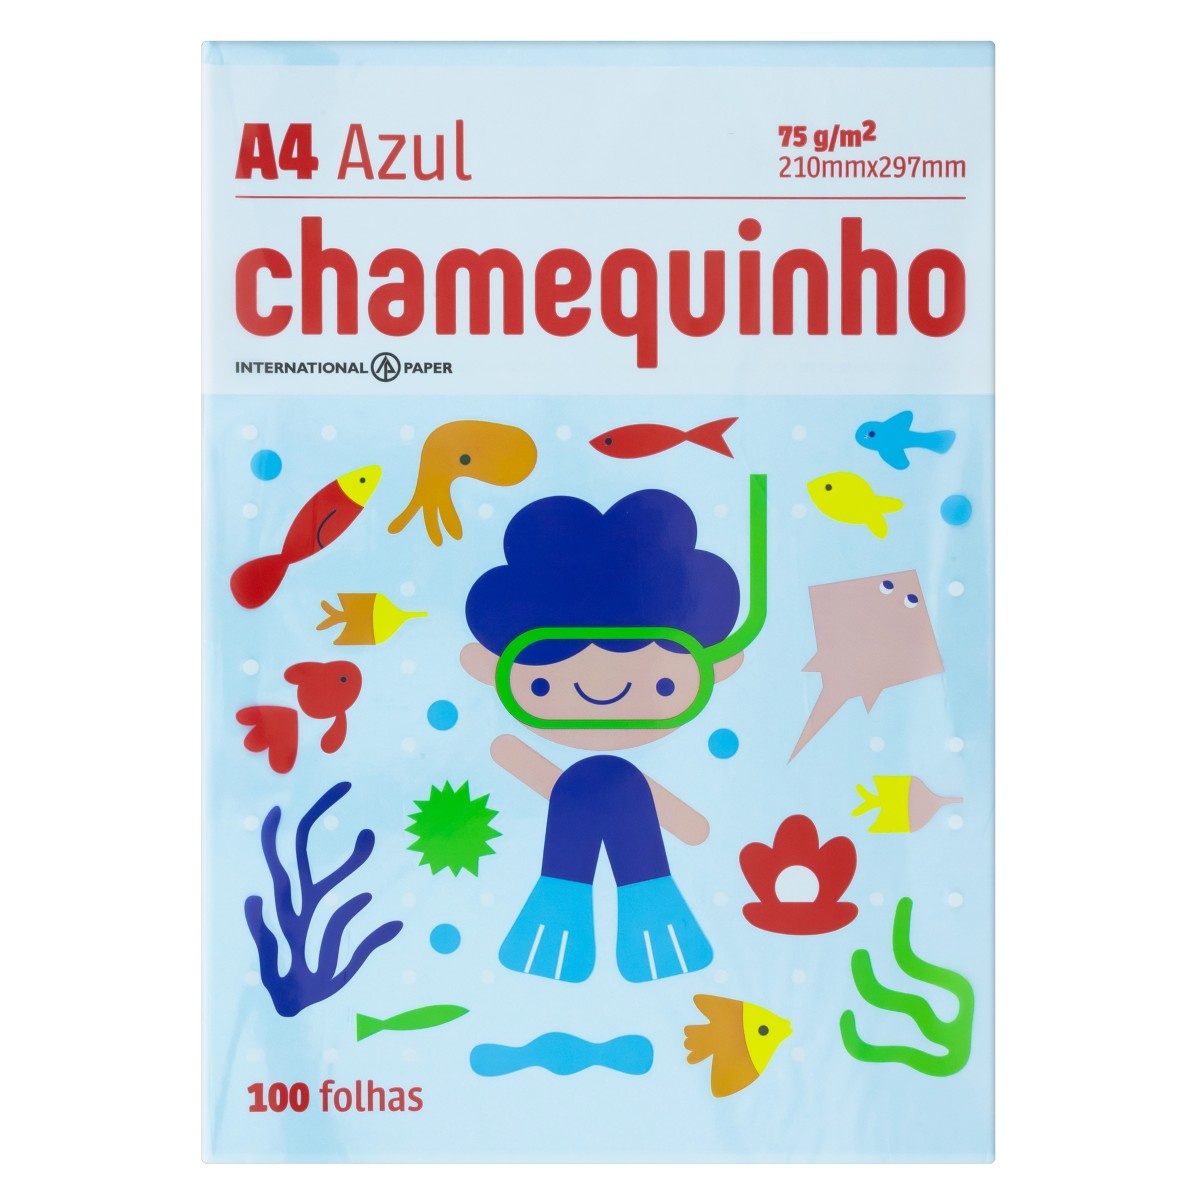 A4 Azul
75 g/m²
210mmx297mm
chamequinho
INTERNATIONAL PAPER
100 folhas